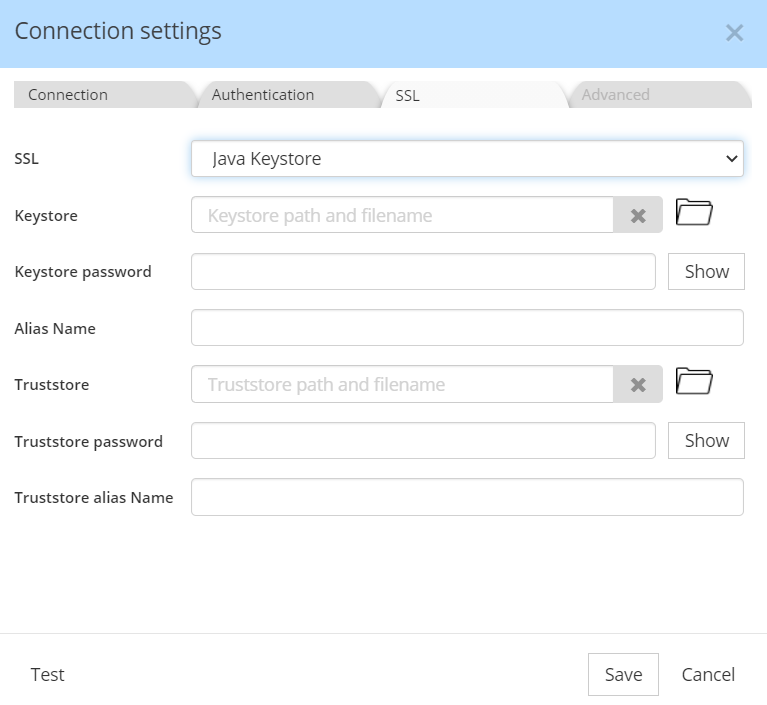 Connection settings
Connection
Authentication
SSL
Advanced
SSL
Java Keystore
Keystore
Keystore path and filename
Keystore password
Show
Alias Name
Truststore
Truststore path and filename
Truststore password
Show
Truststore alias Name
Test
Save
Cancel